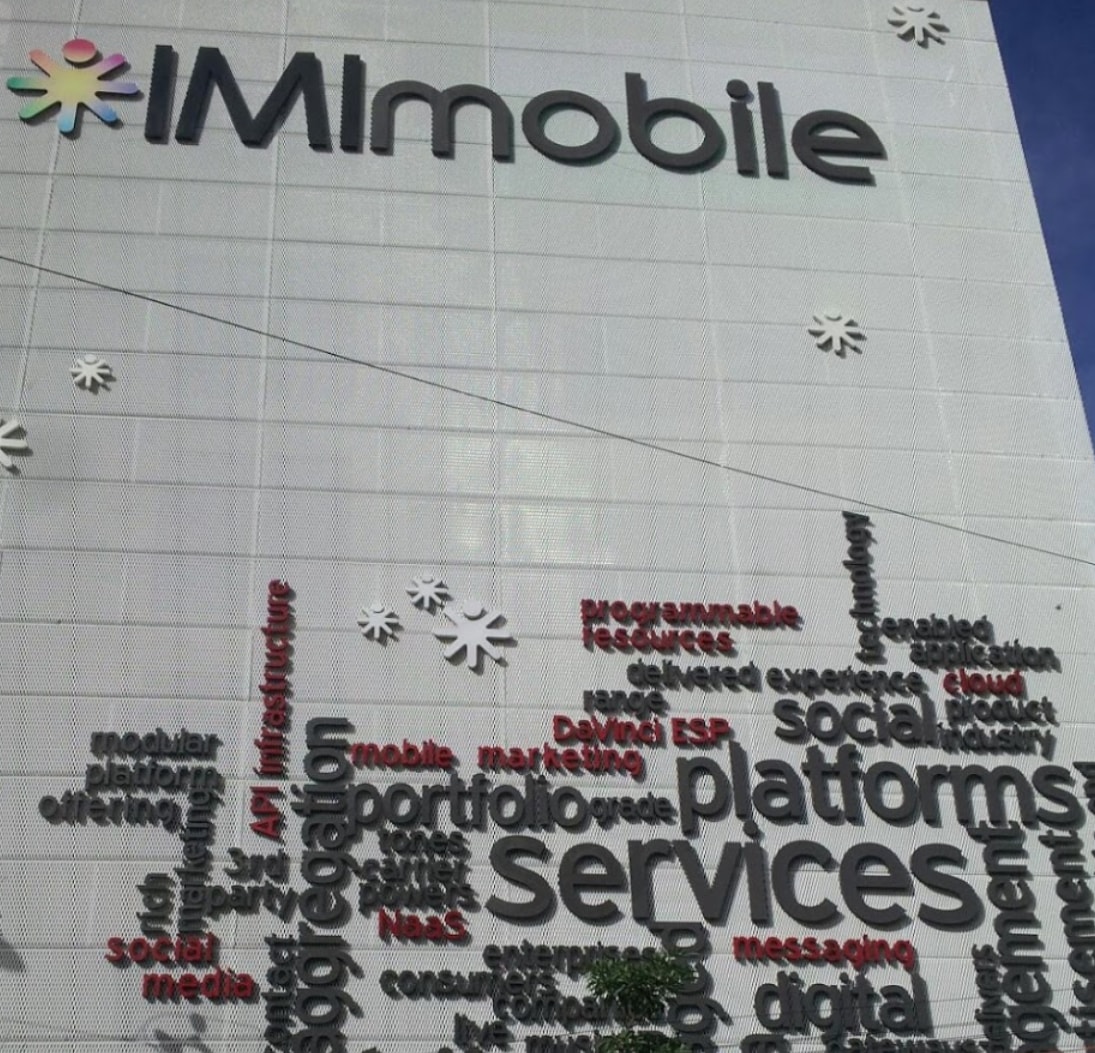 IMImobile
technology
programmable
resources
enabled
application
delivered experience cloud
range social product
industry
DaVinci ESP
mobile marketing
API infrastructure
modular
platform
offering
marketing
rich
3rd
party
aggregation
portfolio grade platforms
tones
carrier
powers
services
NaaS
social
media
enterprises
messaging
consumers
digital
live